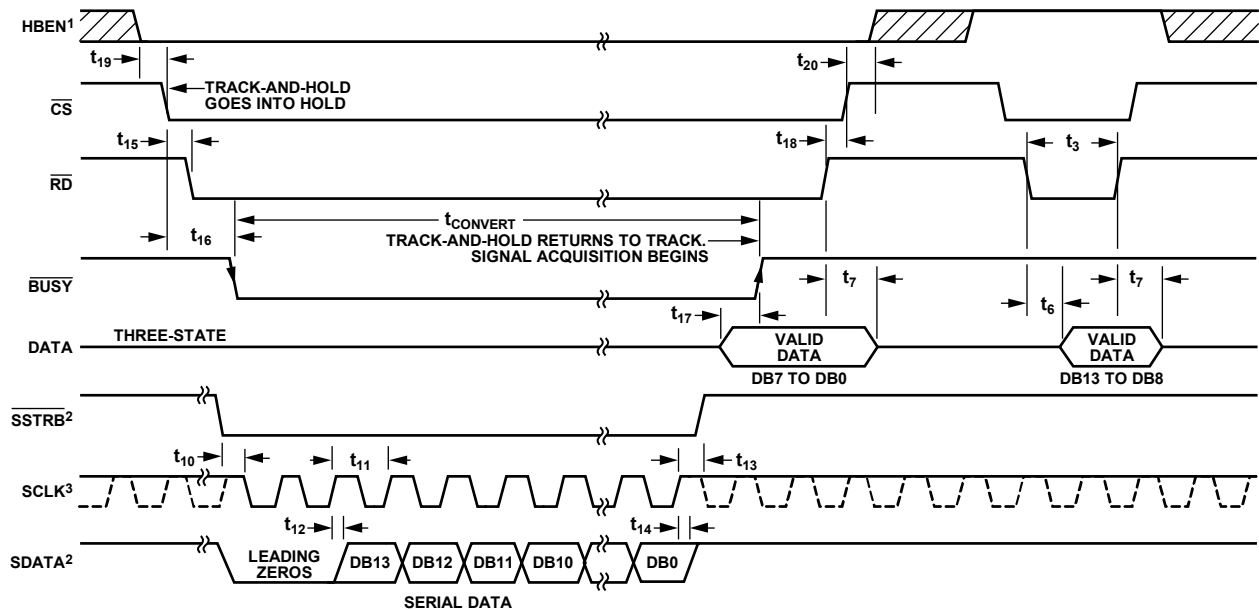 HBEN1
t19
t20
TRACK-AND-HOLD
GOES INTO HOLD
CS
t15
t18
t3
RD
tCONVERT
t16
TRACK-AND-HOLD RETURNS TO TRACK.
SIGNAL ACQUISITION BEGINS
BUSY
t7
t7
t17
t6
THREE-STATE
DATA
VALID
DATA
VALID
DATA
DB7 TO DB0
DB13 TO DB8
SSTRB2
t10
t11
t13
SCLK3
t12
t14
SDATA2
LEADING
ZEROS
DB13
DB12
DB11
DB10
DB0
SERIAL DATA